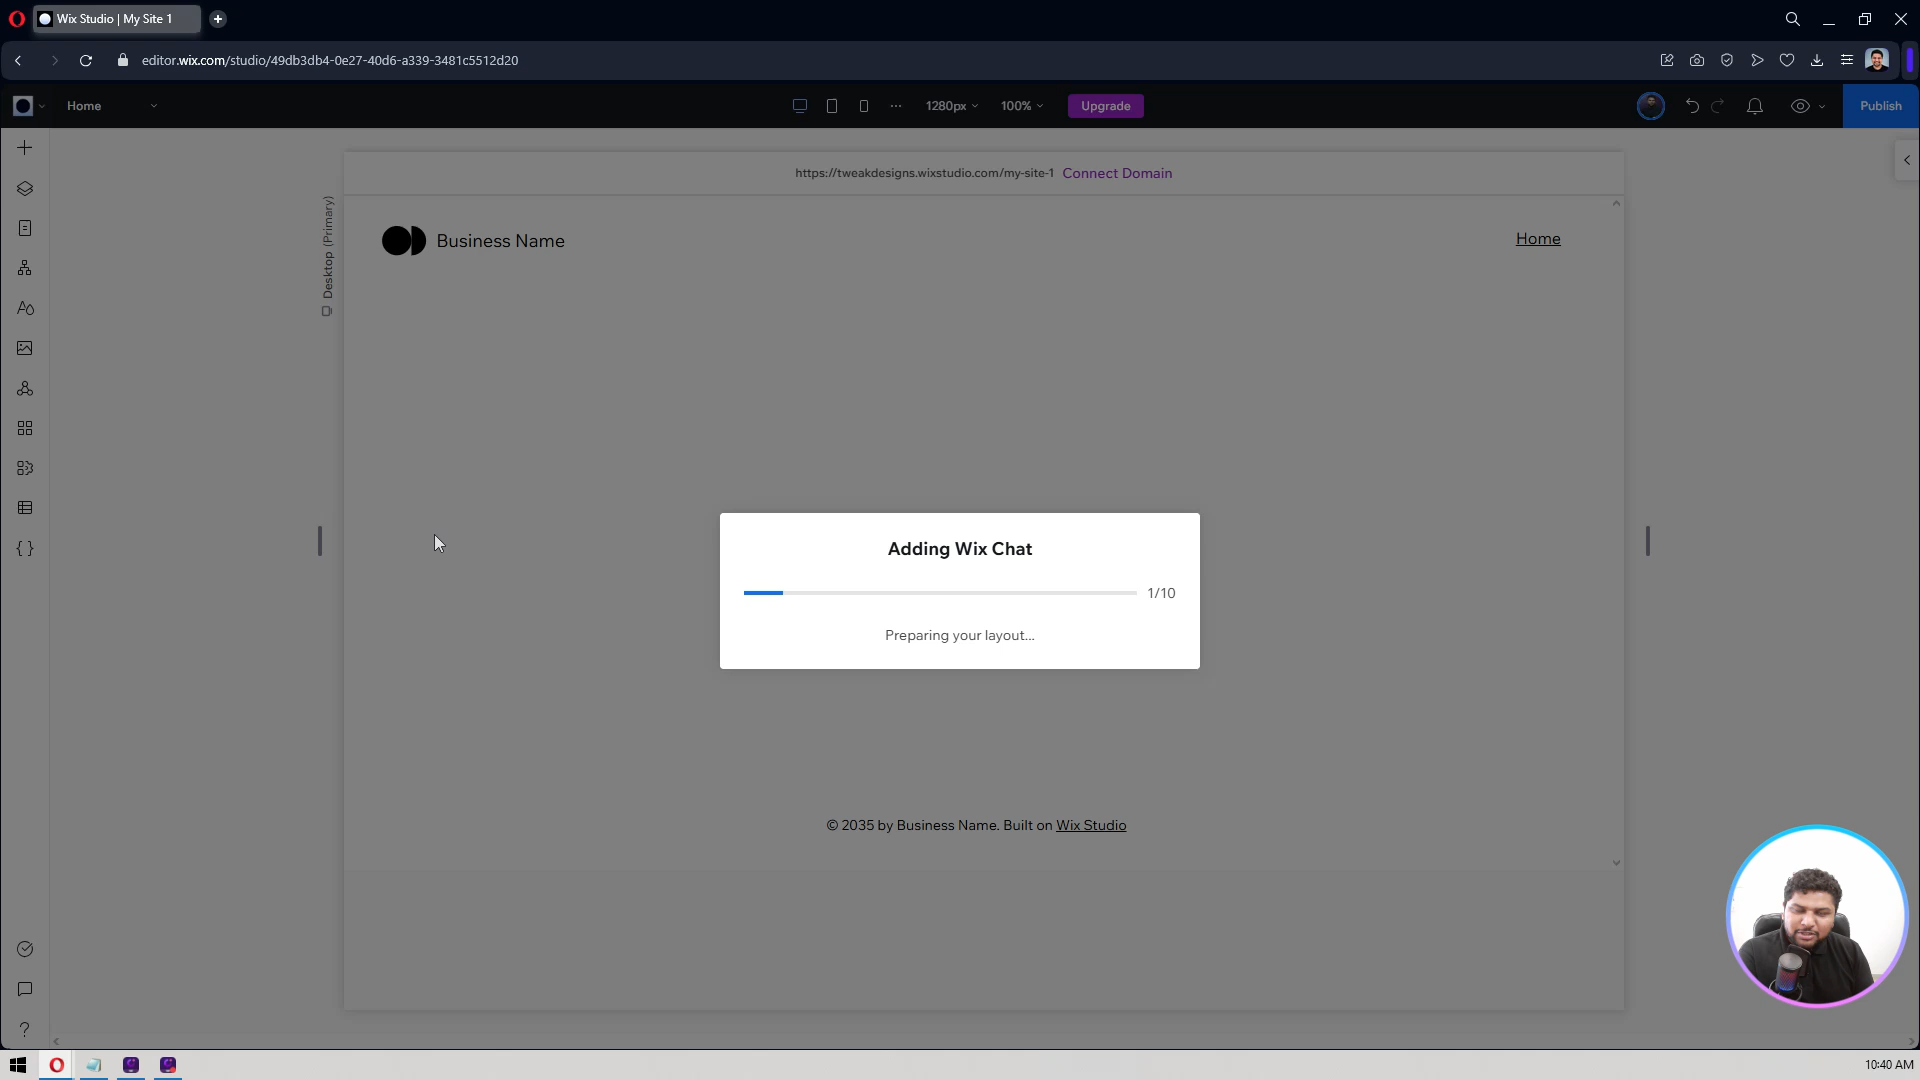 Wix Studio | My Site 1
editor.wix.com/studio/49db3db4-0e27-40d6-a339-3481c5512d20
Home
1280px
100%
Upgrade
Publish
https://tweakdesigns.wixstudio.com/my-site-1 Connect Domain
Desktop (Primary)
Business Name
Home
Adding Wix Chat
1/10
Preparing your layout...
© 2035 by Business Name. Built on Wix Studio
10:40 AM